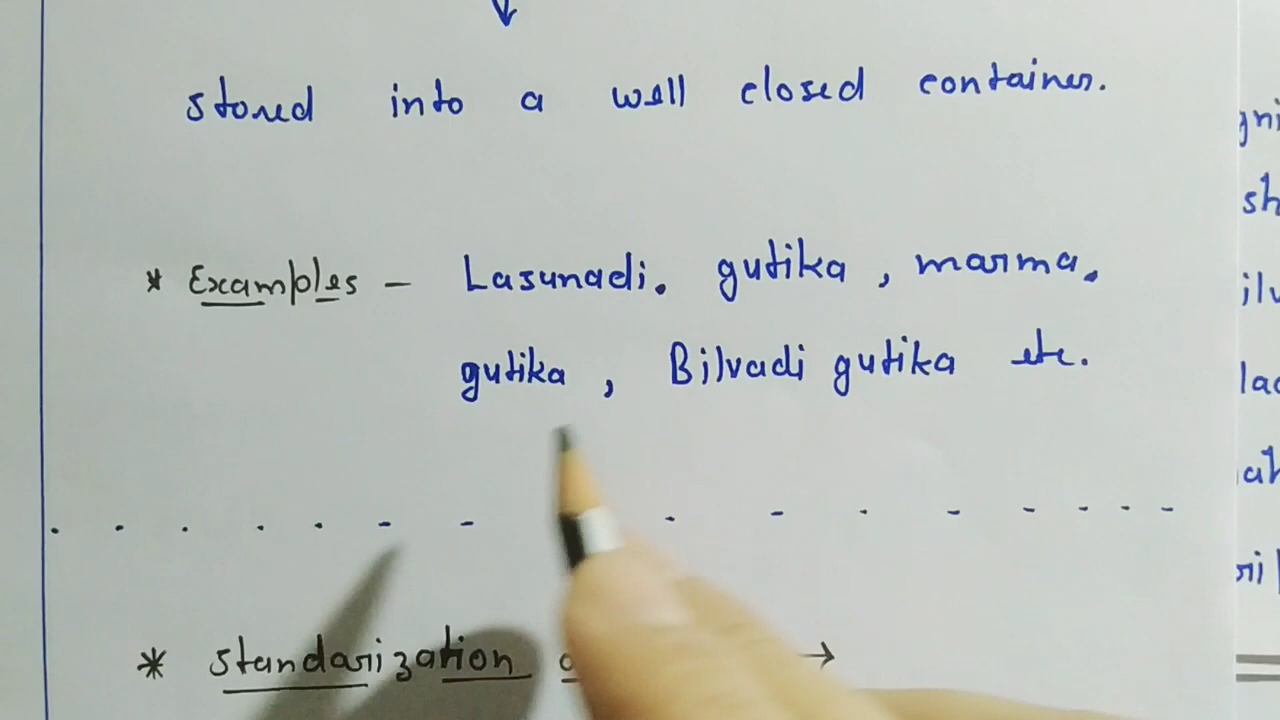 stored into a well closed container.
* Examples - Lasunadi. gutika, marma.
gutika, Bilvadi gutika etc.
* standarization →